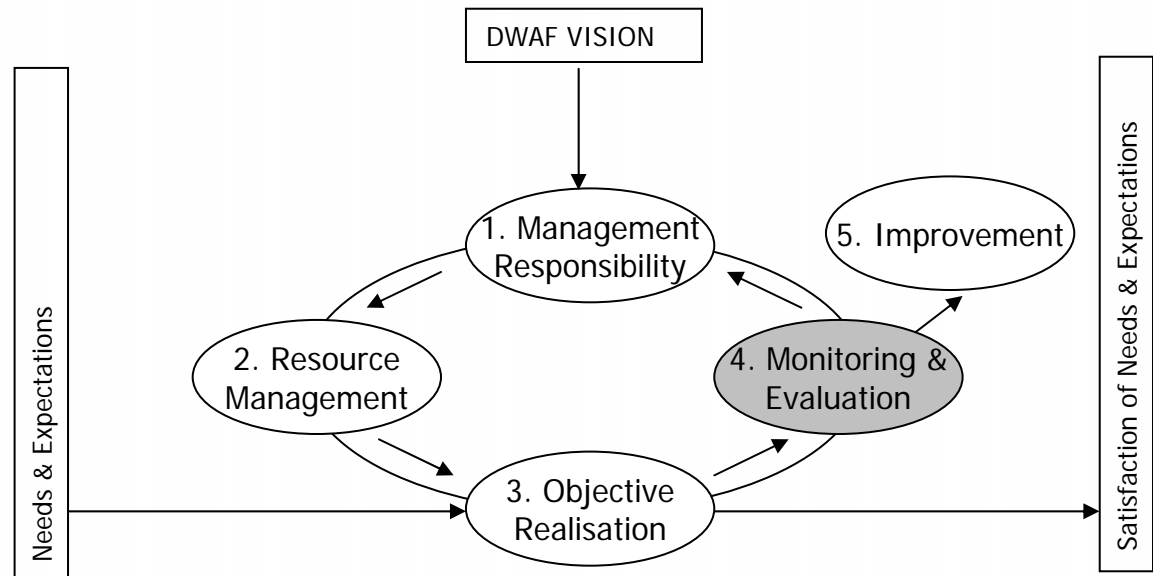 DWAF VISION
Needs & Expectations
1. Management
Responsibility
5. Improvement
2. Resource
Management
4. Monitoring &
Evaluation
3. Objective
Realisation
Satisfaction of Needs & Expectations